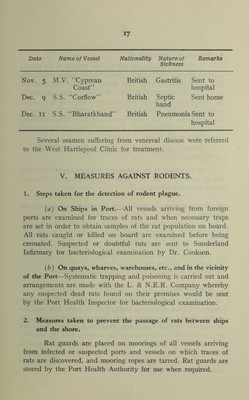 17
Date Name of Vessel Nationality Nature of Sickness Remarks
Nov. 5 M.V. "Cyprean Coast" British Gastritis Sent to hospital
Dec. 9 S.S. "Corflow" British Septic hand Sent home
Dec. 11 S.S. "Bharatkhand" British Pneumonia Sent to hospital
Several seamen suffering from venereal disease were referred
to the West Hartlepool Clinic for treatment.
V. MEASURES AGAINST RODENTS.
1. Steps taken for the detection of rodent plague.
(a) On Ships in Port.—All vessels arriving from foreign
ports are examined for traces of rats and when necessary traps
are set in order to obtain samples of the rat population on board.
All rats caught or killed on board are examined before being
cremated. Suspected or doubtful rats are sent to Sunderland
Infirmary for bacteriological examination by Dr. Cookson.
(b) On quays, wharves, warehouses, etc., and in the vicinity
of the Port—Systematic trapping and poisoning is carried out and
arrangements are made with the L. & N.E.R. Company whereby
any suspected dead rats found on their premises would be sent
by the Port Health Inspector for bacteriological examination.
2. Measures taken to prevent the passage of rats between ships
and the shore.
Rat guards are placed on moorings of all vessels arriving
from infected or suspected ports and vessels on which traces of
rats are discovered, and mooring ropes are tarred. Rat guards are
stored by the Port Health Authority for use when required.